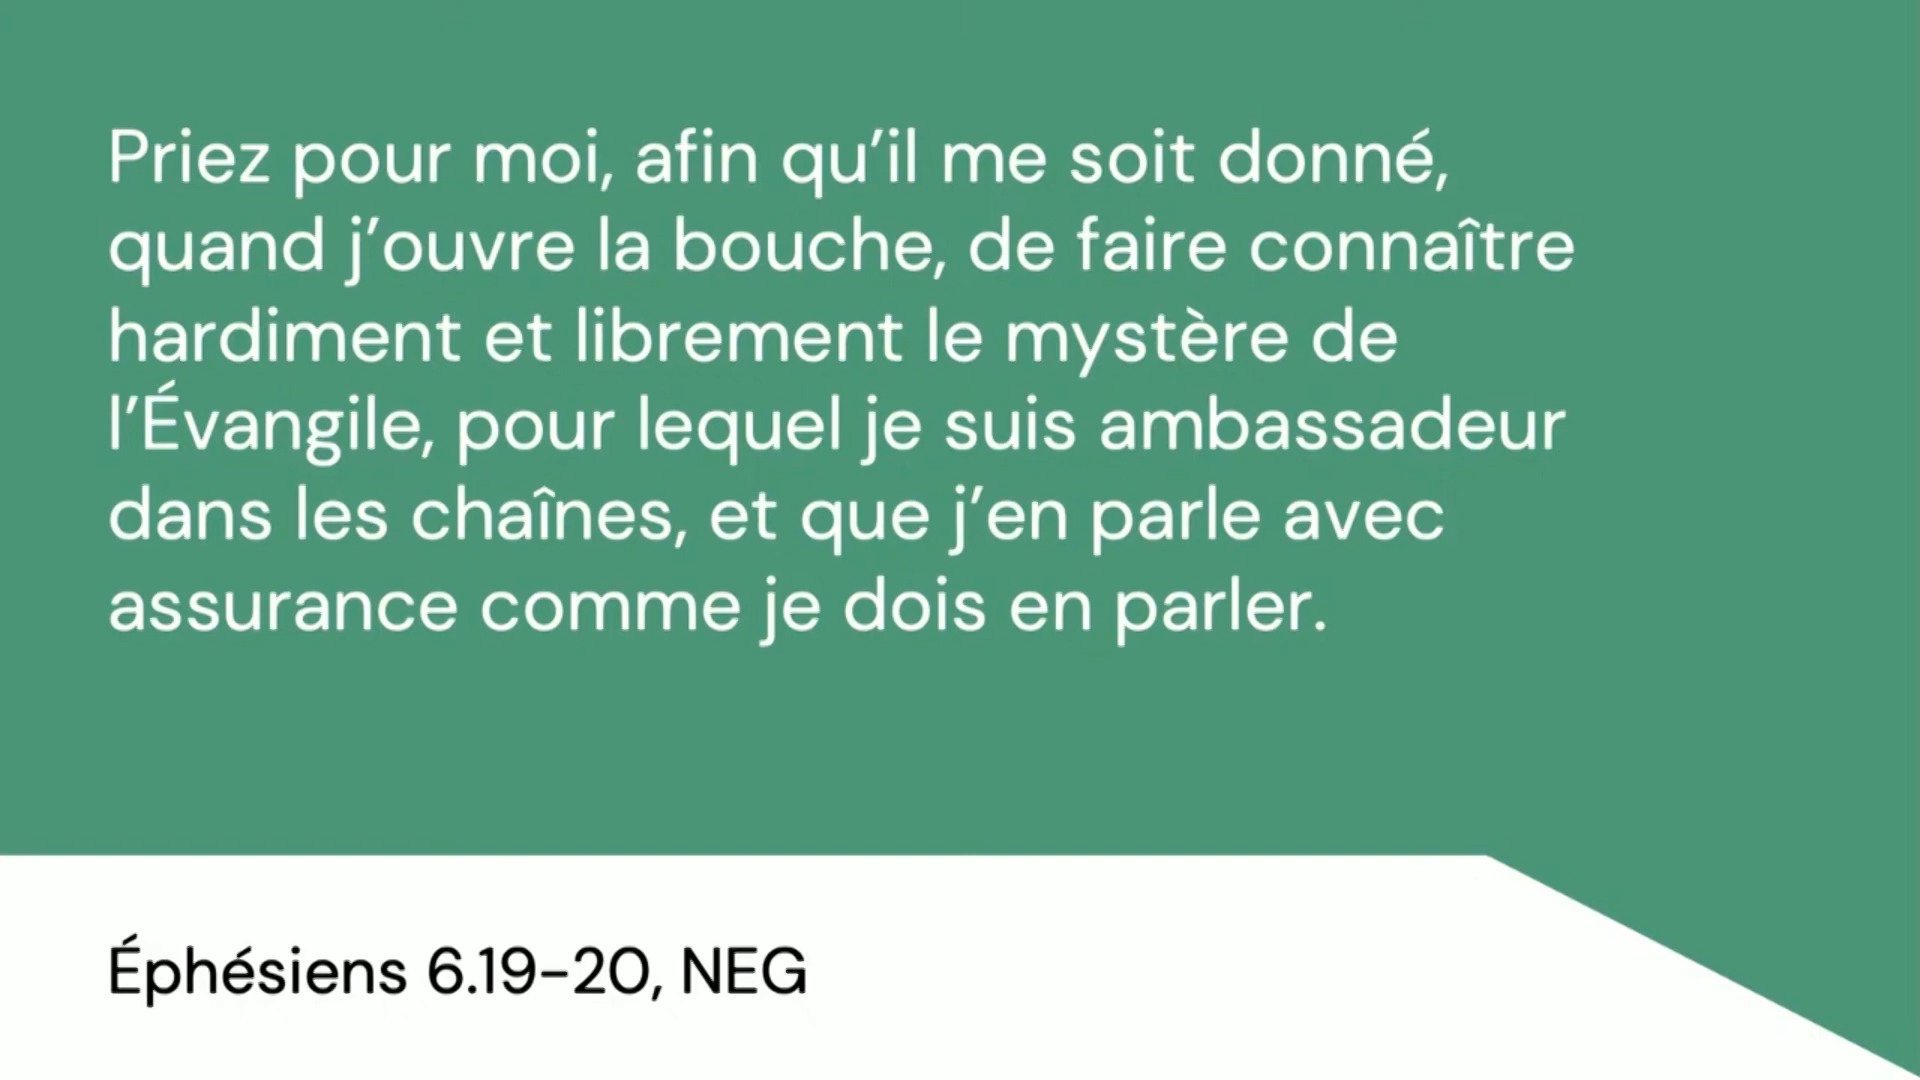 Priez pour moi, afin qu’il me soit donné,
quand j’ouvre la bouche, de faire connaître
hardiment et librement le mystère de
l’Évangile, pour lequel je suis ambassadeur
dans les chaînes, et que j’en parle avec
assurance comme je dois en parler.
Éphésiens 6.19–20, NEG